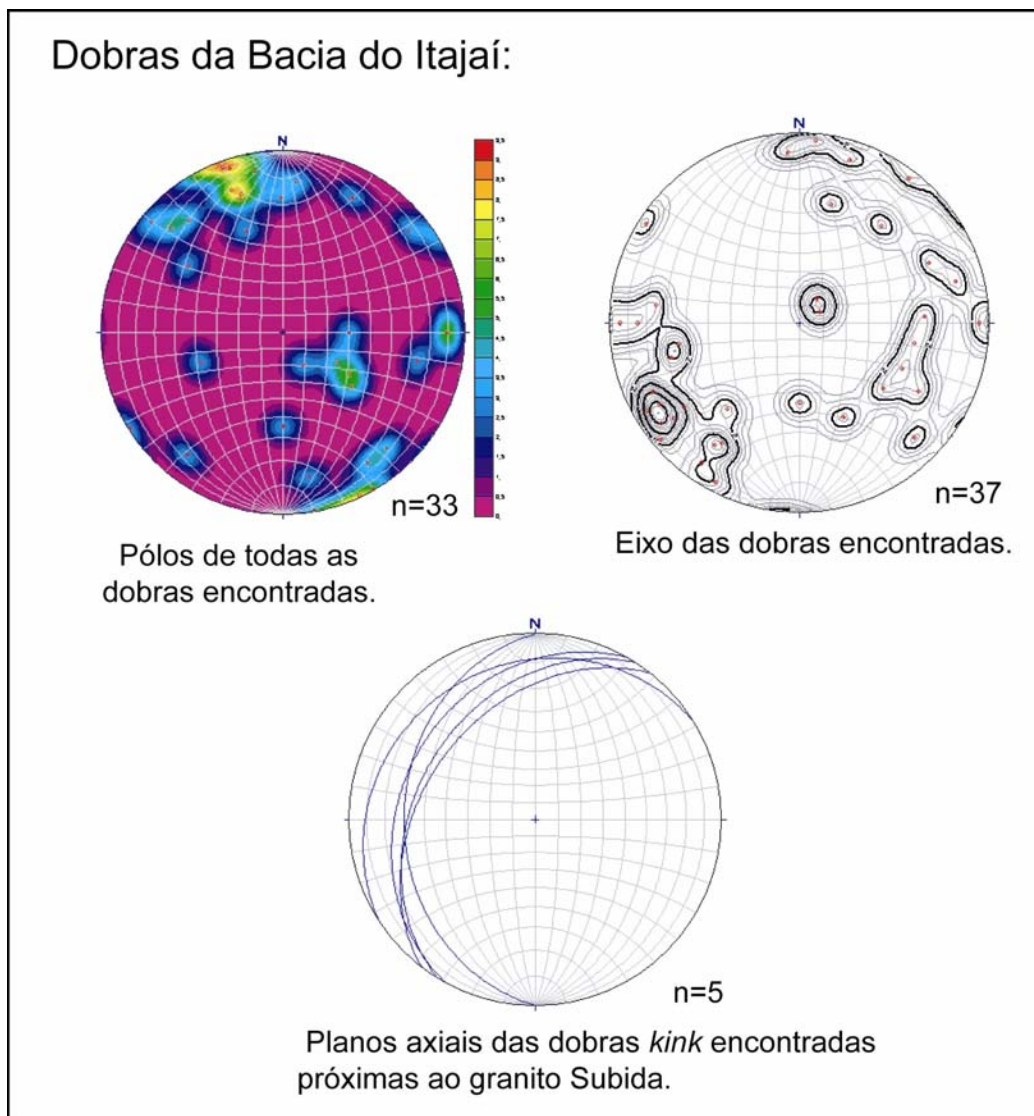 Dobras da Bacia do Itajaí:
N
n=33
Pólos de todas as
dobras encontradas.
N
n=37
Eixo das dobras encontradas.
N
n=5
Planos axiais das dobras kink encontradas
próximas ao granito Subida.